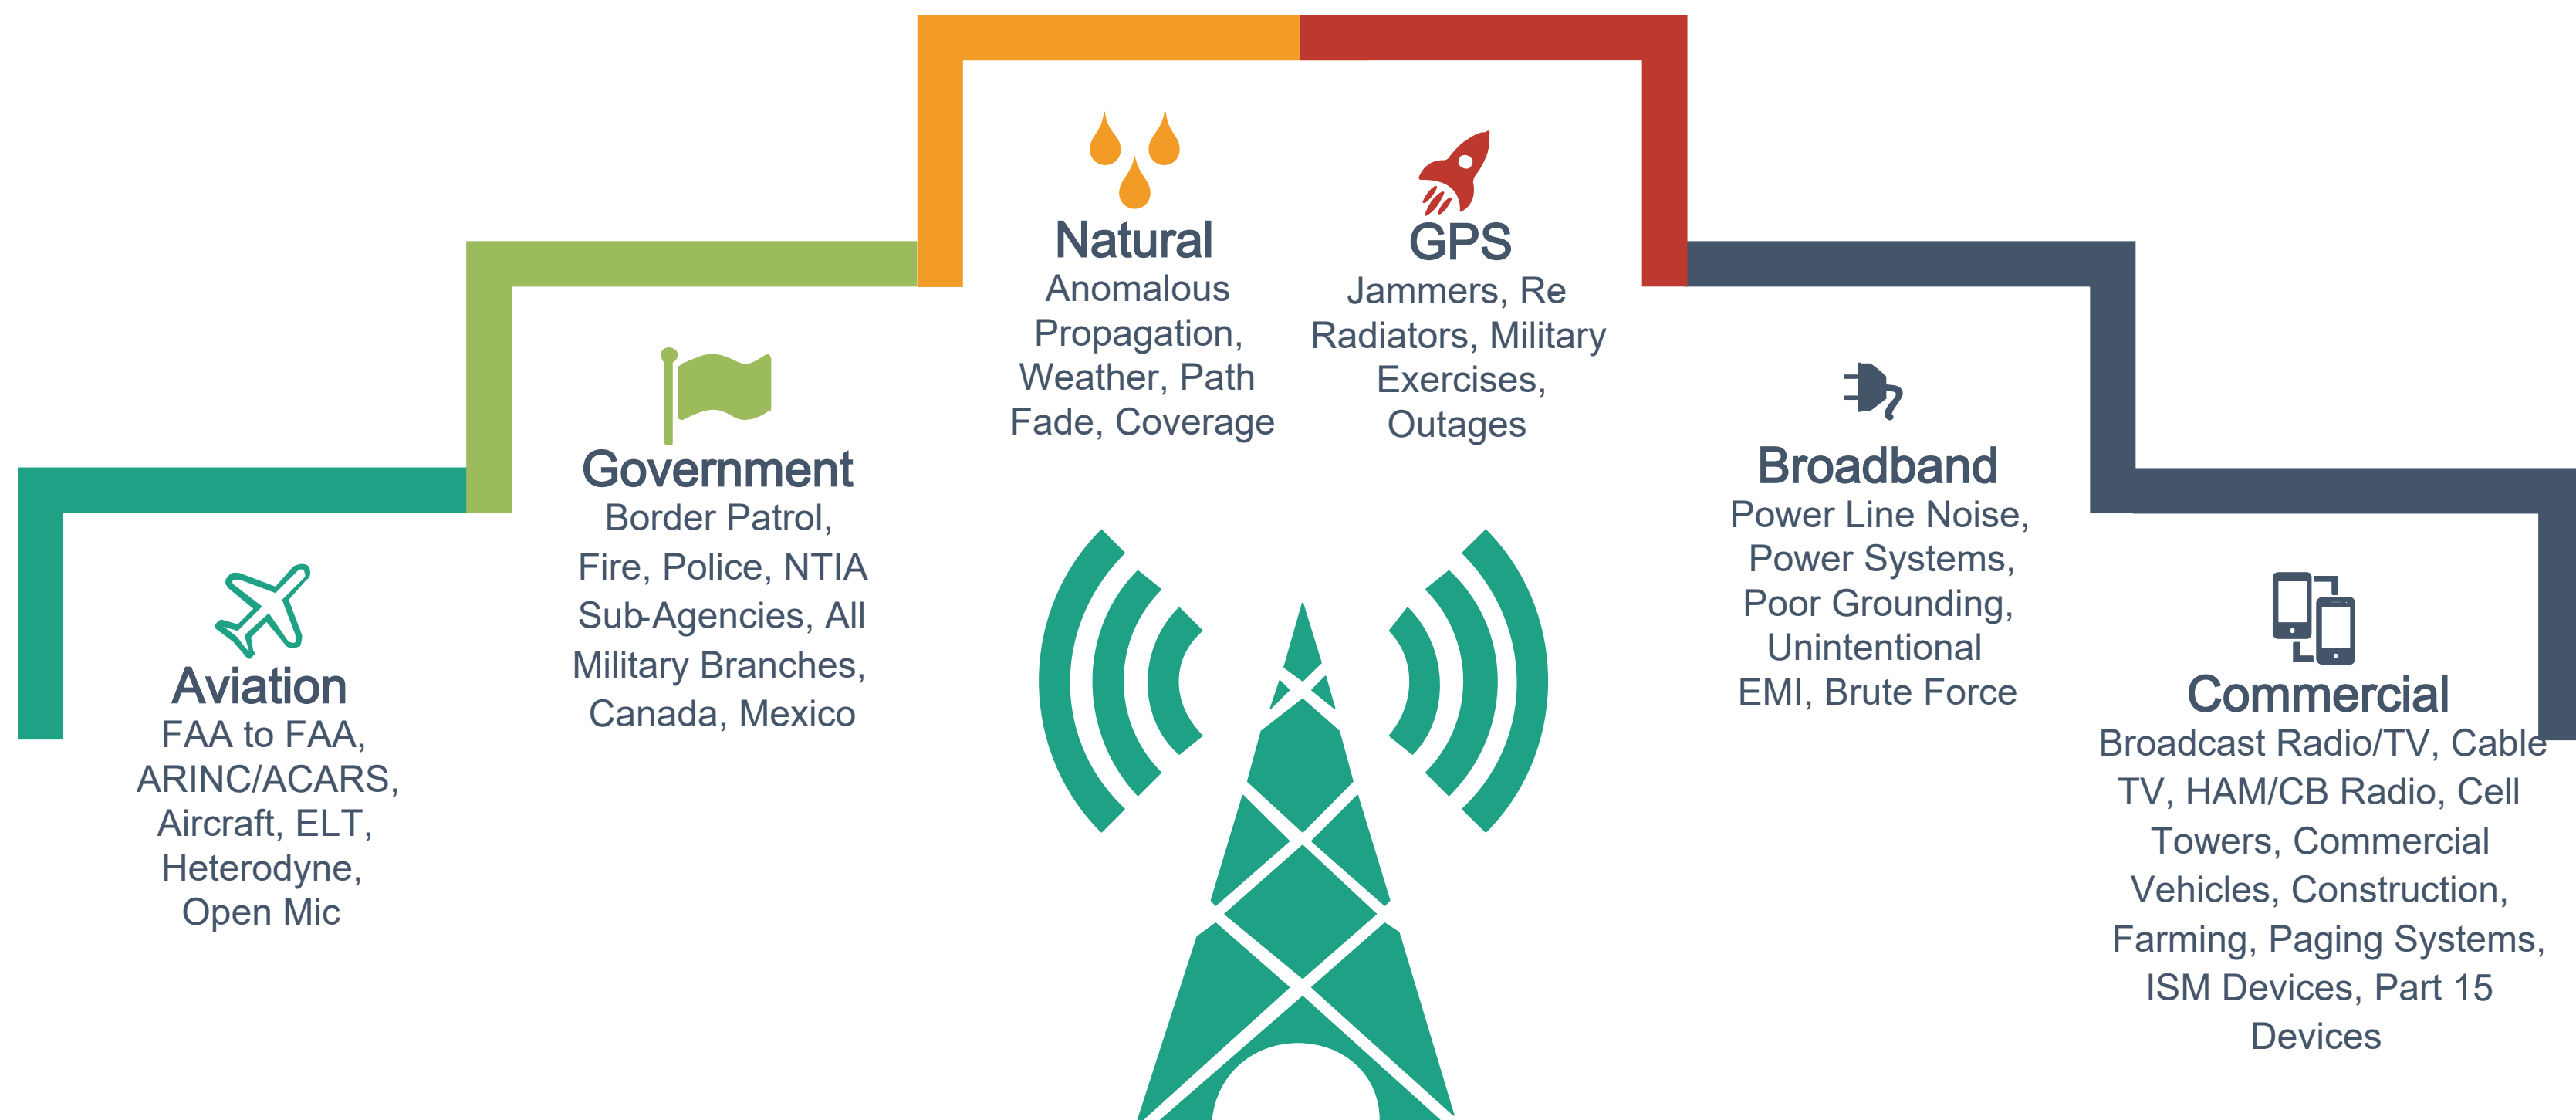 Aviation
FAA to FAA,
ARINC/ACARS,
Aircraft, ELT,
Heterodyne,
Open Mic
Government
Border Patrol,
Fire, Police, NTIA
Sub-Agencies, All
Military Branches,
Canada, Mexico
Natural
Anomalous
Propagation,
Weather, Path
Fade, Coverage
GPS
Jammers, Re
Radiators, Military
Exercises,
Outages
Broadband
Power Line Noise,
Power Systems,
Poor Grounding,
Unintentional
EMI, Brute Force
Commercial
Broadcast Radio/TV, Cable
TV, HAM/CB Radio, Cell
Towers, Commercial
Vehicles, Construction,
Farming, Paging Systems,
ISM Devices, Part 15
Devices